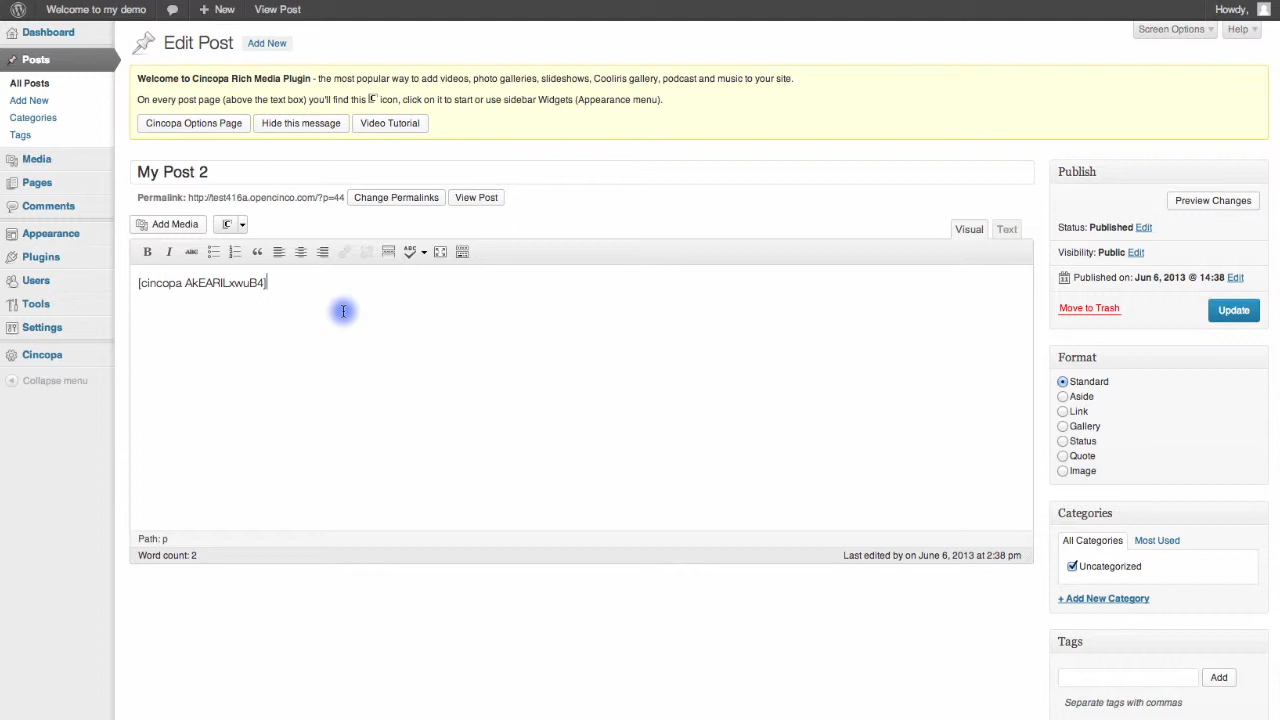 Welcome to my demo
New
View Post
Howdy,
Screen Options
Help
Dashboard
Posts
All Posts
Add New
Categories
Tags
Media
Pages
Comments
Appearance
Plugins
Users
Tools
Settings
Cincopa
Collapse menu
Edit Post
Add New
Welcome to Cincopa Rich Media Plugin - the most popular way to add videos, photo galleries, slideshows, Cooliris gallery, podcast and music to your site.
On every post page (above the text box) you'll find this C icon, click on it to start or use sidebar Widgets (Appearance menu).
Cincopa Options Page
Hide this message
Video Tutorial
My Post 2
Permalink: http://test416a.opencinco.com/?p=44
Change Permalinks
View Post
Add Media
C
Visual
Text
B I ABC
ABC
[cincopa AkEARILxwuB4]
Path: p
Word count: 2
Last edited by on June 6, 2013 at 2:38 pm
Publish
Preview Changes
Status: Published Edit
Visibility: Public Edit
Published on: Jun 6, 2013 @ 14:38 Edit
Move to Trash
Update
Format
Standard
Aside
Link
Gallery
Status
Quote
Image
Categories
All Categories
Most Used
Uncategorized
+ Add New Category
Tags
Add
Separate tags with commas